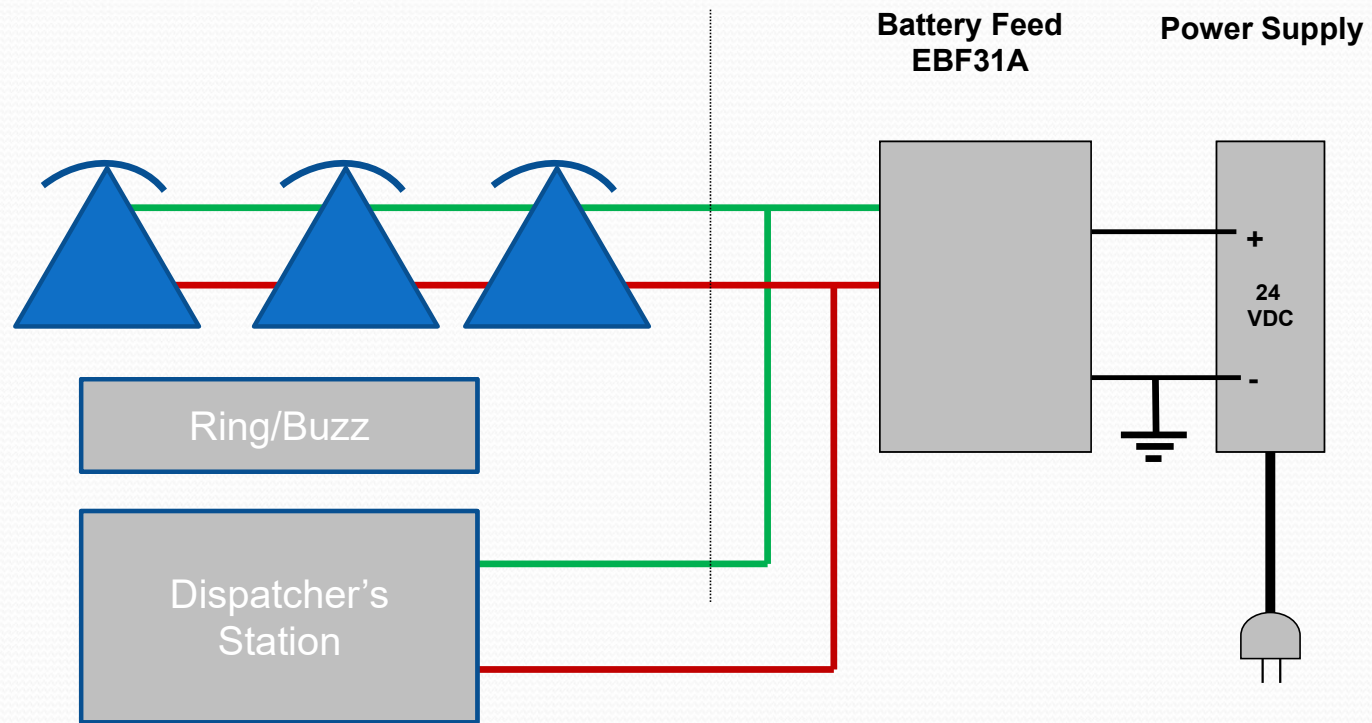 Battery Feed
EBF31A
Power Supply
+
24
VDC
-
Ring/Buzz
Dispatcher’s
Station